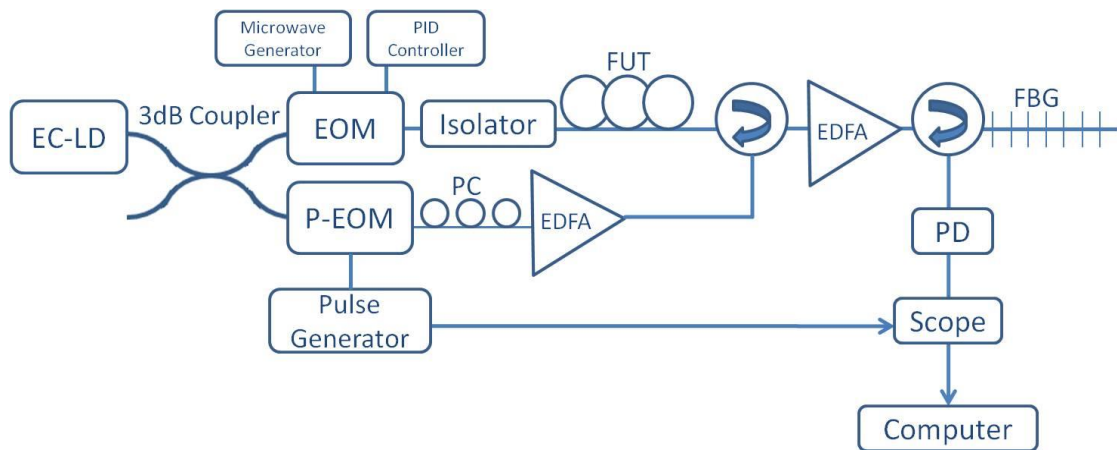 Microwave
Generator
PID
Controller
EC-LD
3dB Coupler
EOM
Isolator
FUT
EDFA
FBG
P-EOM
PC
EDFA
PD
Pulse
Generator
Scope
Computer